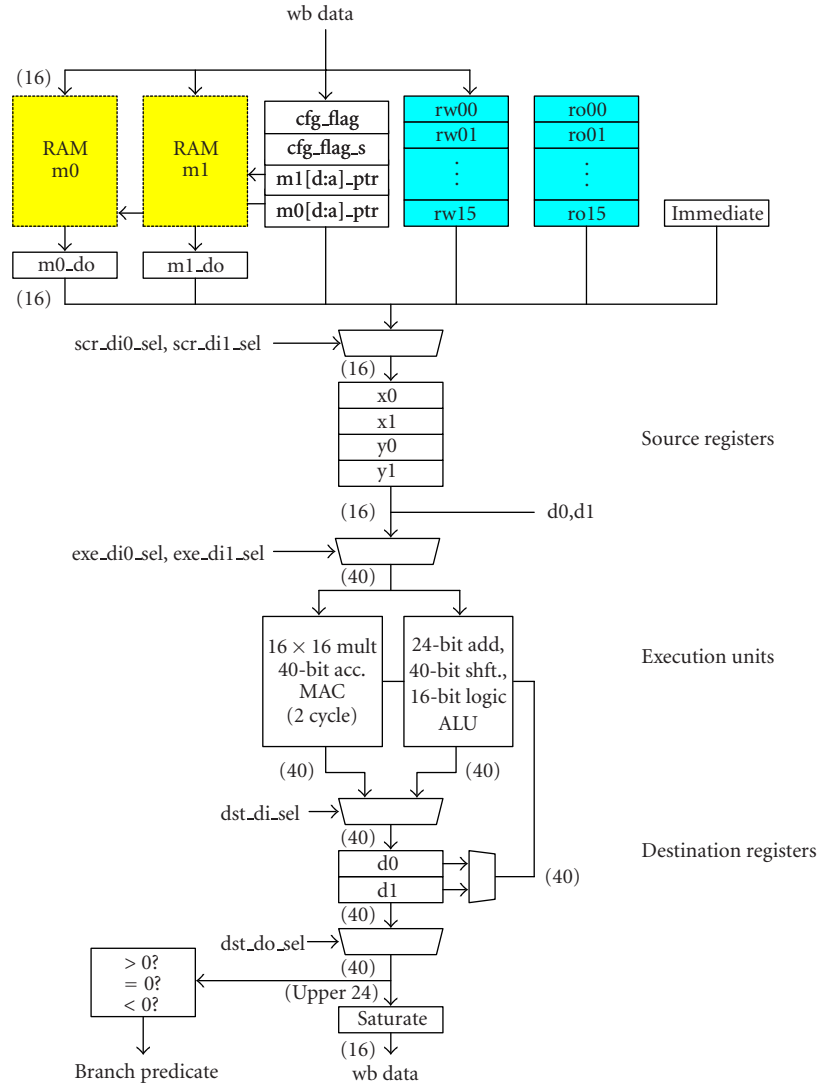 wb data
(16)
RAM
m0
RAM
m1
cfg_flag
cfg_flag_s
m1[d:a]_ptr
m0[d:a]_ptr
rw00
rw01
⋮
rw15
ro00
ro01
⋮
ro15
Immediate
m0_do
m1_do
(16)
scr_di0_sel, scr_di1_sel
(16)
x0
x1
y0
y1
Source registers
(16)
d0,d1
exe_di0_sel, exe_di1_sel
(40)
16 × 16 mult
40-bit acc.
MAC
(2 cycle)
24-bit add,
40-bit shft.,
16-bit logic
ALU
Execution units
(40)
(40)
dst_di_sel
(40)
d0
d1
(40)
Destination registers
(40)
dst_do_sel
(40)
(Upper 24)
> 0?
= 0?
< 0?
Saturate
(16)
Branch predicate
wb data